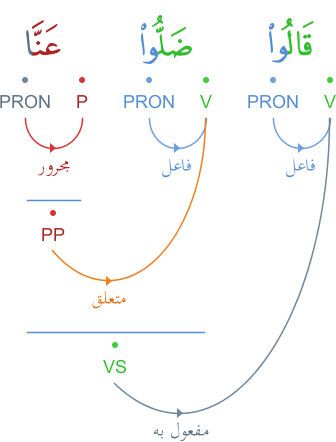 قَالُوا۟ ضَلُّوا۟ عَنَّا
V PRON V PRON P PRON
فاعل فاعل مجرور
PP
متعلق
VS
مفعول به